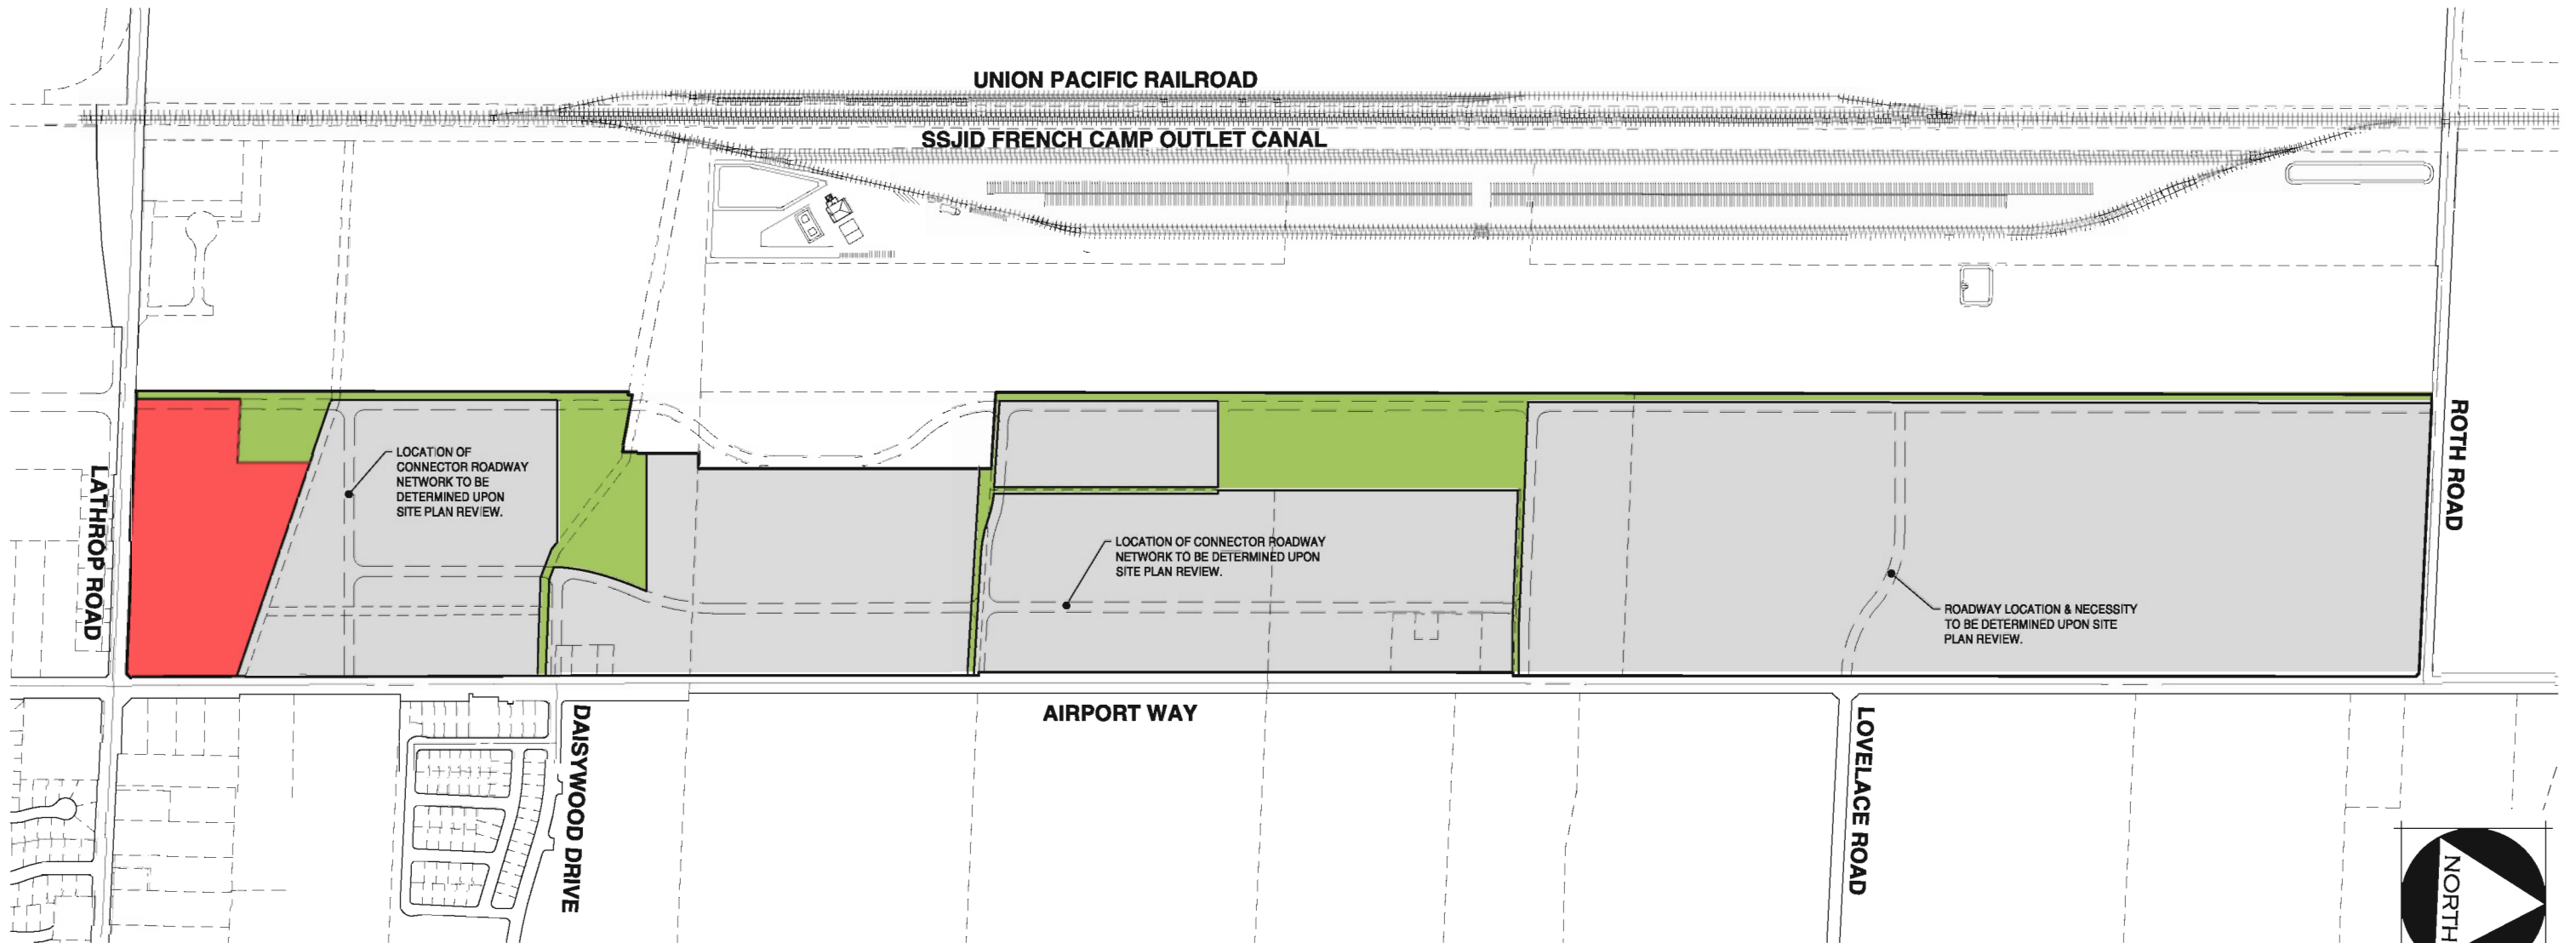 UNION PACIFIC RAILROAD
SSJID FRENCH CAMP OUTLET CANAL
LATHROP ROAD
LOCATION OF
CONNECTOR ROADWAY
NETWORK TO BE
DETERMINED UPON
SITE PLAN REVIEW.
LOCATION OF CONNECTOR ROADWAY
NETWORK TO BE DETERMINED UPON
SITE PLAN REVIEW.
ROADWAY LOCATION & NECESSITY
TO BE DETERMINED UPON SITE
PLAN REVIEW.
ROTH ROAD
DAISYWOOD DRIVE
AIRPORT WAY
LOVELACE ROAD
NORTH